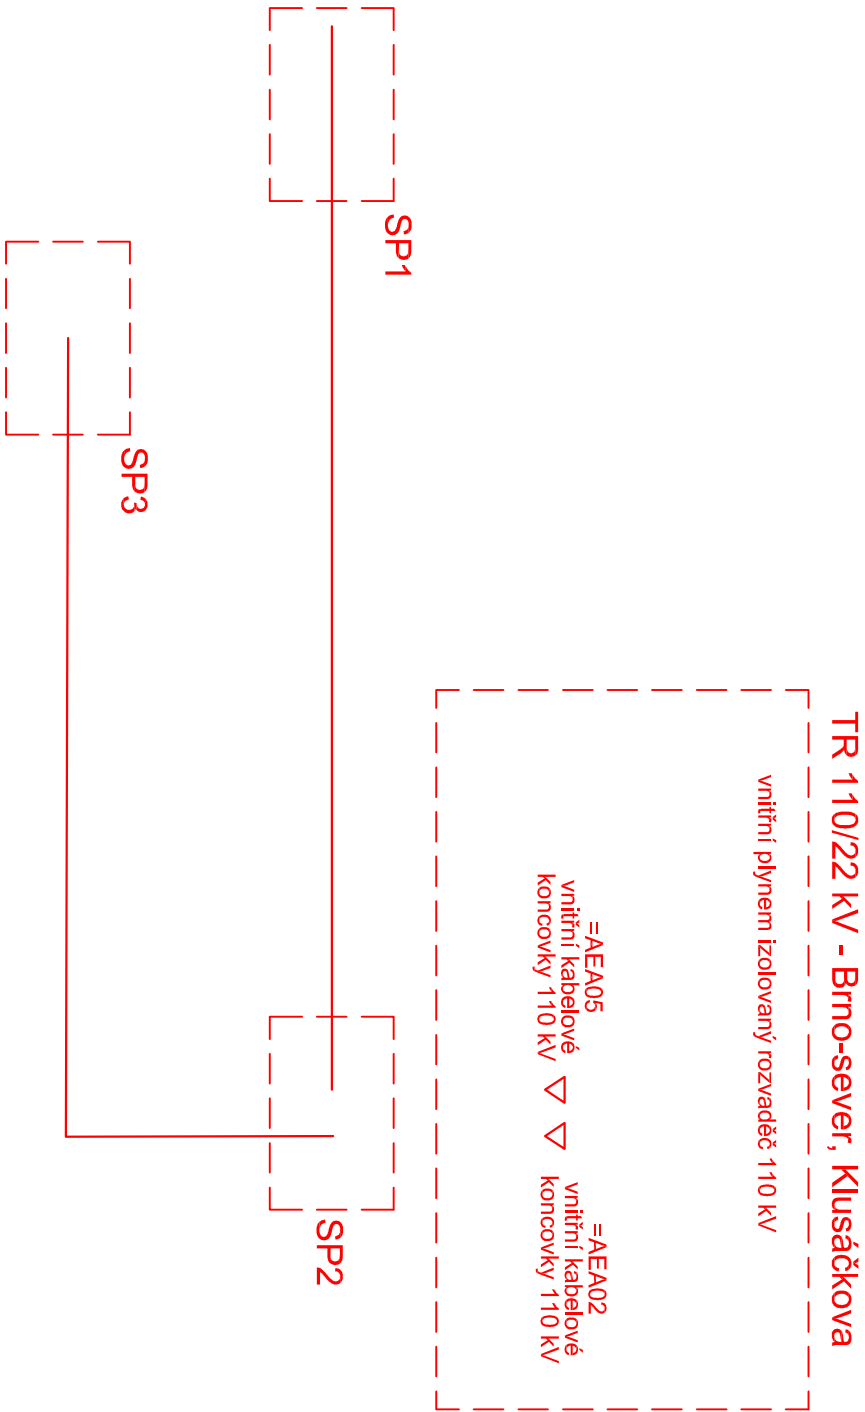 TR 110/22 kV - Brno-sever, Klusáčkova
vnitřní plynem izolovaný rozvaděč 110 kV
=AEA05
vnitřní kabelové
koncovky 110 kV
=AEA02
vnitřní kabelové
koncovky 110 kV
SP1
SP2
SP3